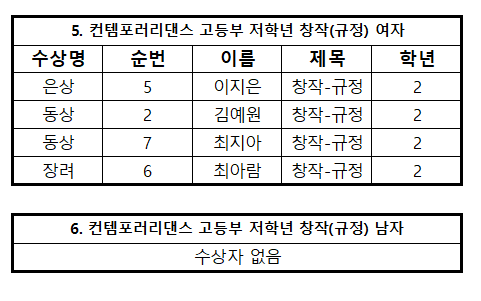 5. 컨템포러리댄스 고등부 저학년 창작(규정) 여자
수상명 순번 이름 제목 학년
은상 5 이지은 창작-규정 2
동상 2 김예원 창작-규정 2
동상 7 최지아 창작-규정 2
장려 6 최아람 창작-규정 2
6. 컨템포러리댄스 고등부 저학년 창작(규정) 남자
수상자 없음